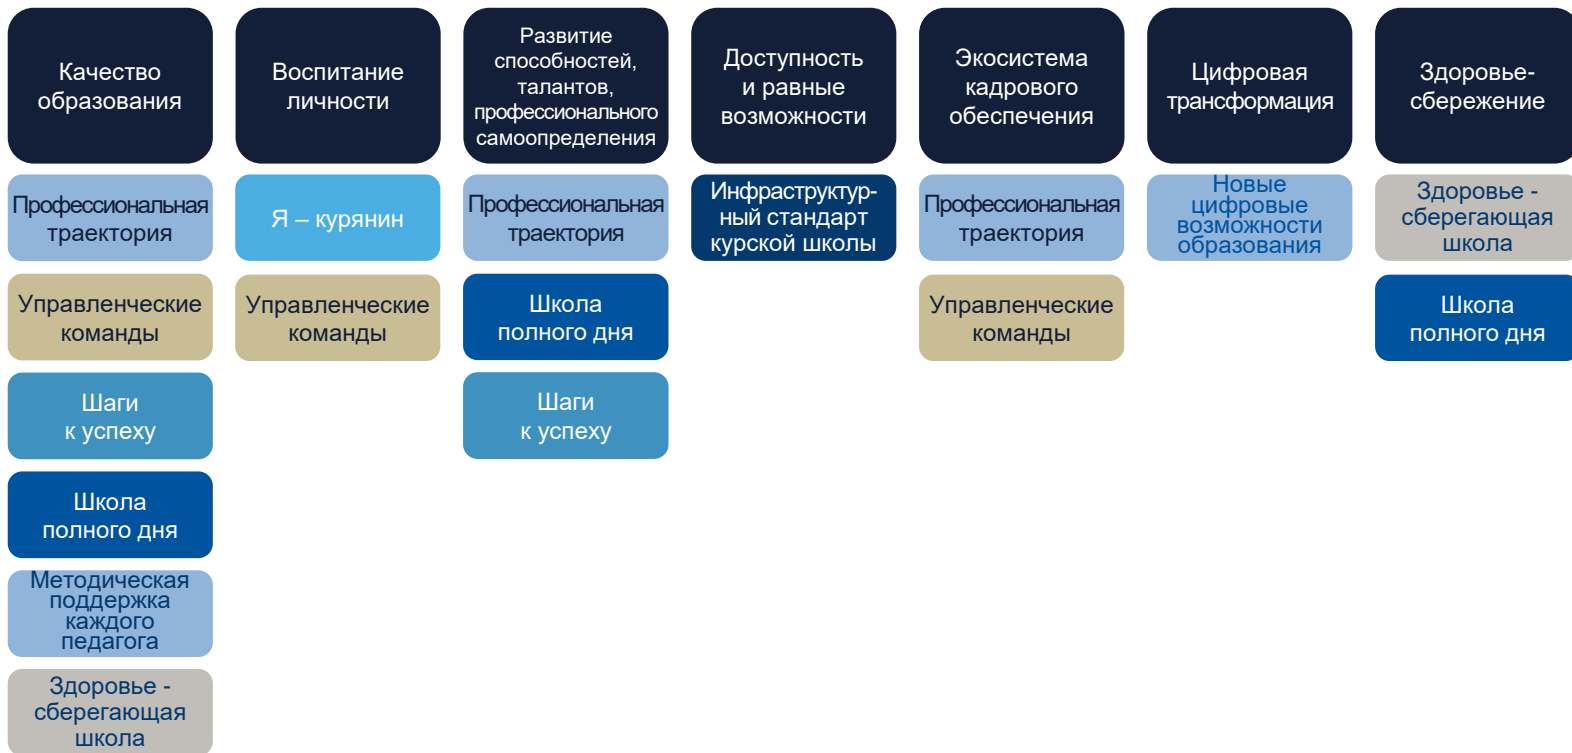 Качество
образования
Воспитание
личности
Развитие
способностей,
талантов,
профессионального
самоопределения
Доступность
и равные
возможности
Экосистема
кадрового
обеспечения
Цифровая
трансформация
Здоровье-
сбережение
Профессиональная
траектория
Я – курянин
Профессиональная
траектория
Инфраструктур-
ный стандарт
курской школы
Профессиональная
траектория
Новые
цифровые
возможности
образования
Здоровье -
сберегающая
школа
Управленческие
команды
Управленческие
команды
Школа
полного дня
Управленческие
команды
Школа
полного дня
Шаги
к успеху
Шаги
к успеху
Школа
полного дня
Методическая
поддержка
каждого
педагога
Здоровье -
сберегающая
школа